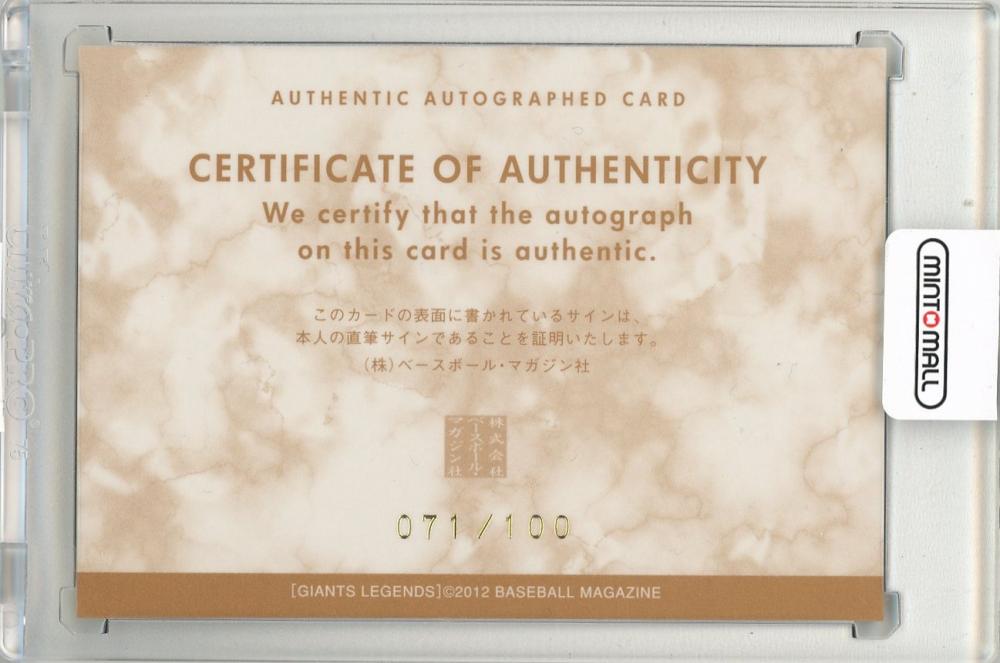 AUTHENTIC AUTOGRAPHED CARD
CERTIFICATE OF AUTHENTICITY
We certify that the autograph
on this card is authentic.
このカードの表面に書かれているサインは、
本人の直筆サインであることを証明いたします。
(株)ベースボール・マガジン社
株式会社
ベースボール・
マガジン社
071/100
[GIANTS LEGENDS]©2012 BASEBALL MAGAZINE
MINTOMALL